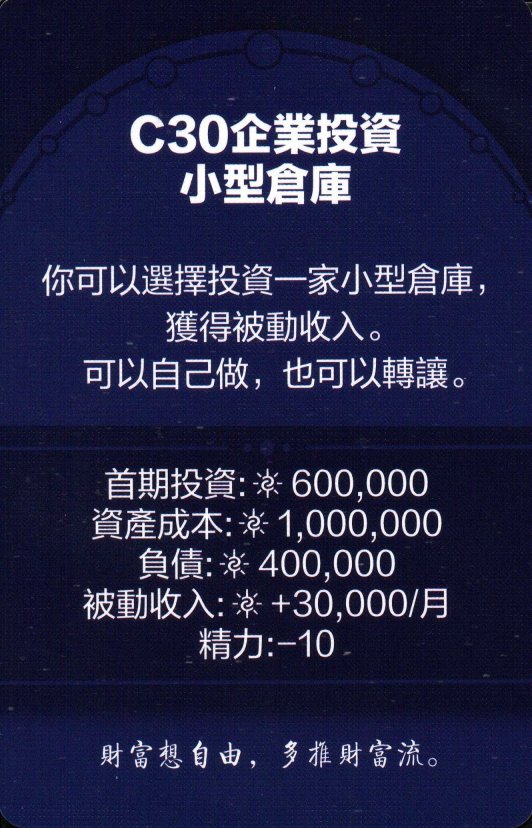 C30企業投資
小型倉庫
你可以選擇投資一家小型倉庫，
獲得被動收入。
可以自己做，也可以轉讓。
首期投資: 600,000
資產成本: 1,000,000
負債: 400,000
被動收入: +30,000/月
精力:-10
財富想自由，多推財富流。